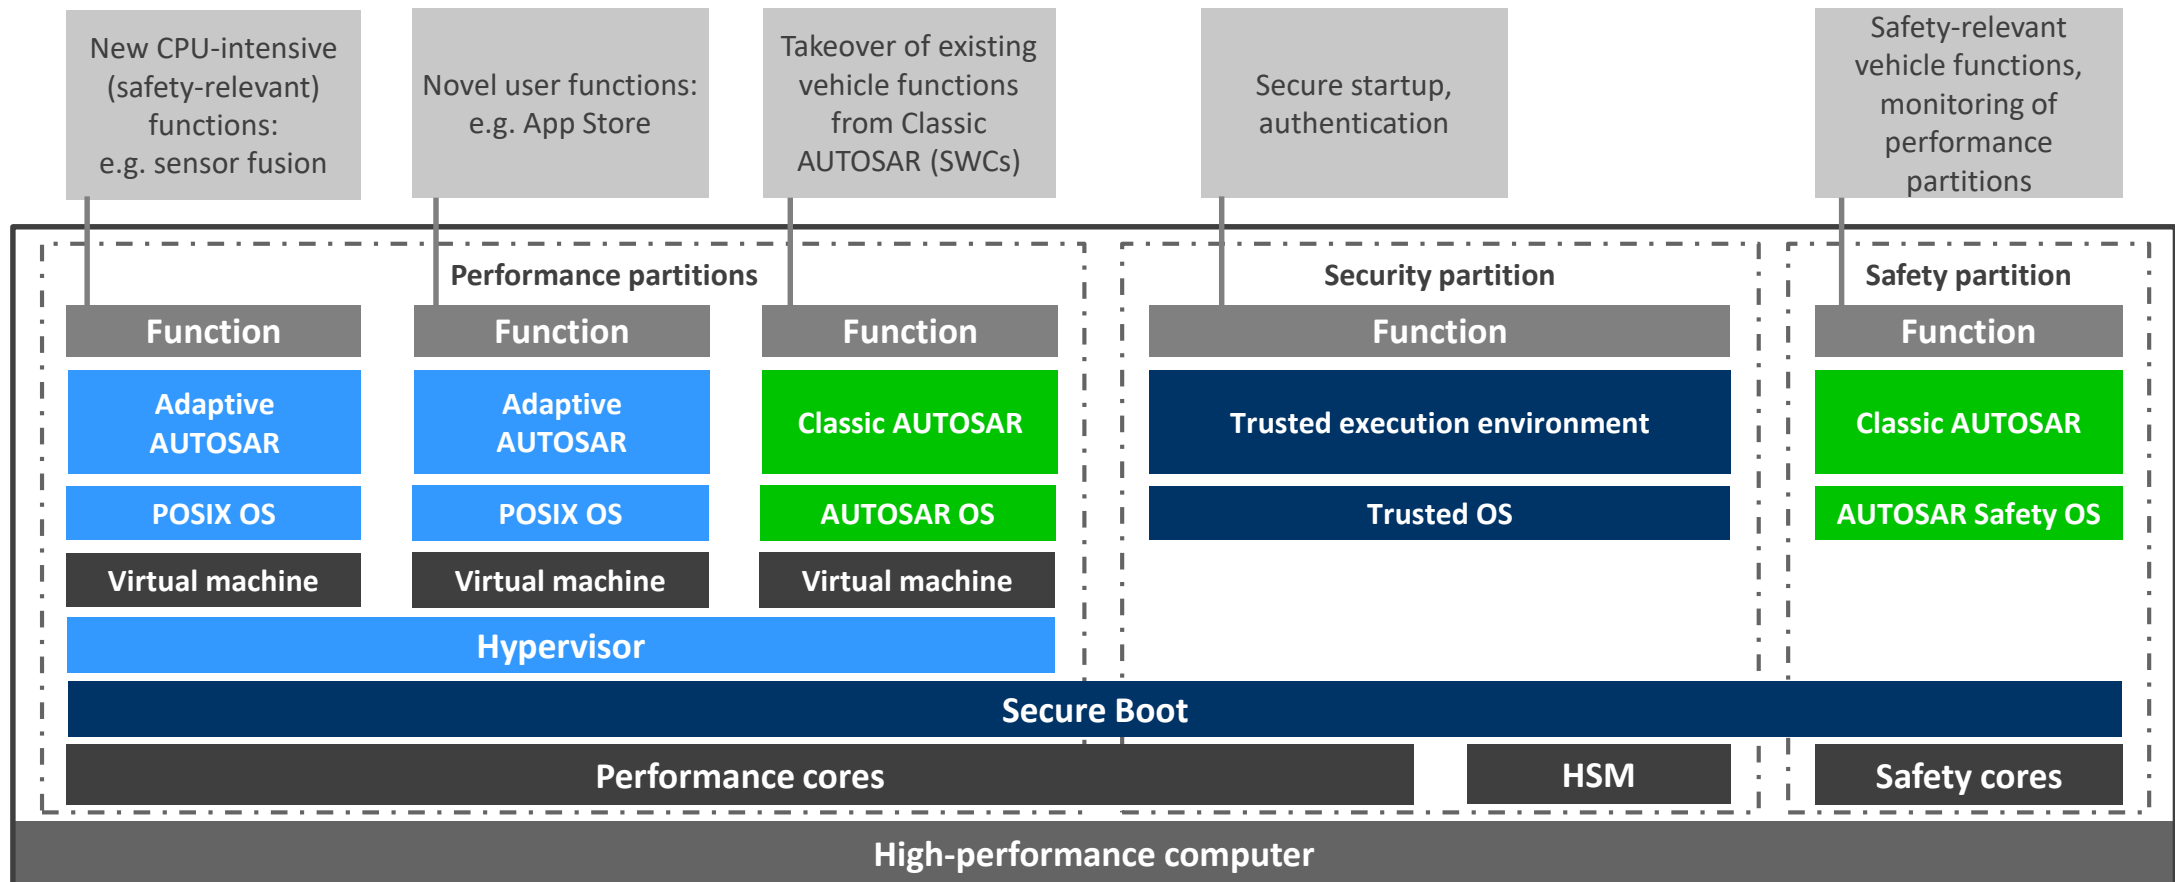 New CPU-intensive
(safety-relevant)
functions:
e.g. sensor fusion
Novel user functions:
e.g. App Store
Takeover of existing
vehicle functions
from Classic
AUTOSAR (SWCs)
Secure startup,
authentication
Safety-relevant
vehicle functions,
monitoring of
performance
partitions
Performance partitions
Security partition
Safety partition
Function
Function
Function
Function
Function
Adaptive
AUTOSAR
Adaptive
AUTOSAR
Classic AUTOSAR
Trusted execution environment
Classic AUTOSAR
POSIX OS
POSIX OS
AUTOSAR OS
Trusted OS
AUTOSAR Safety OS
Virtual machine
Virtual machine
Virtual machine
Hypervisor
Secure Boot
Performance cores
HSM
Safety cores
High-performance computer